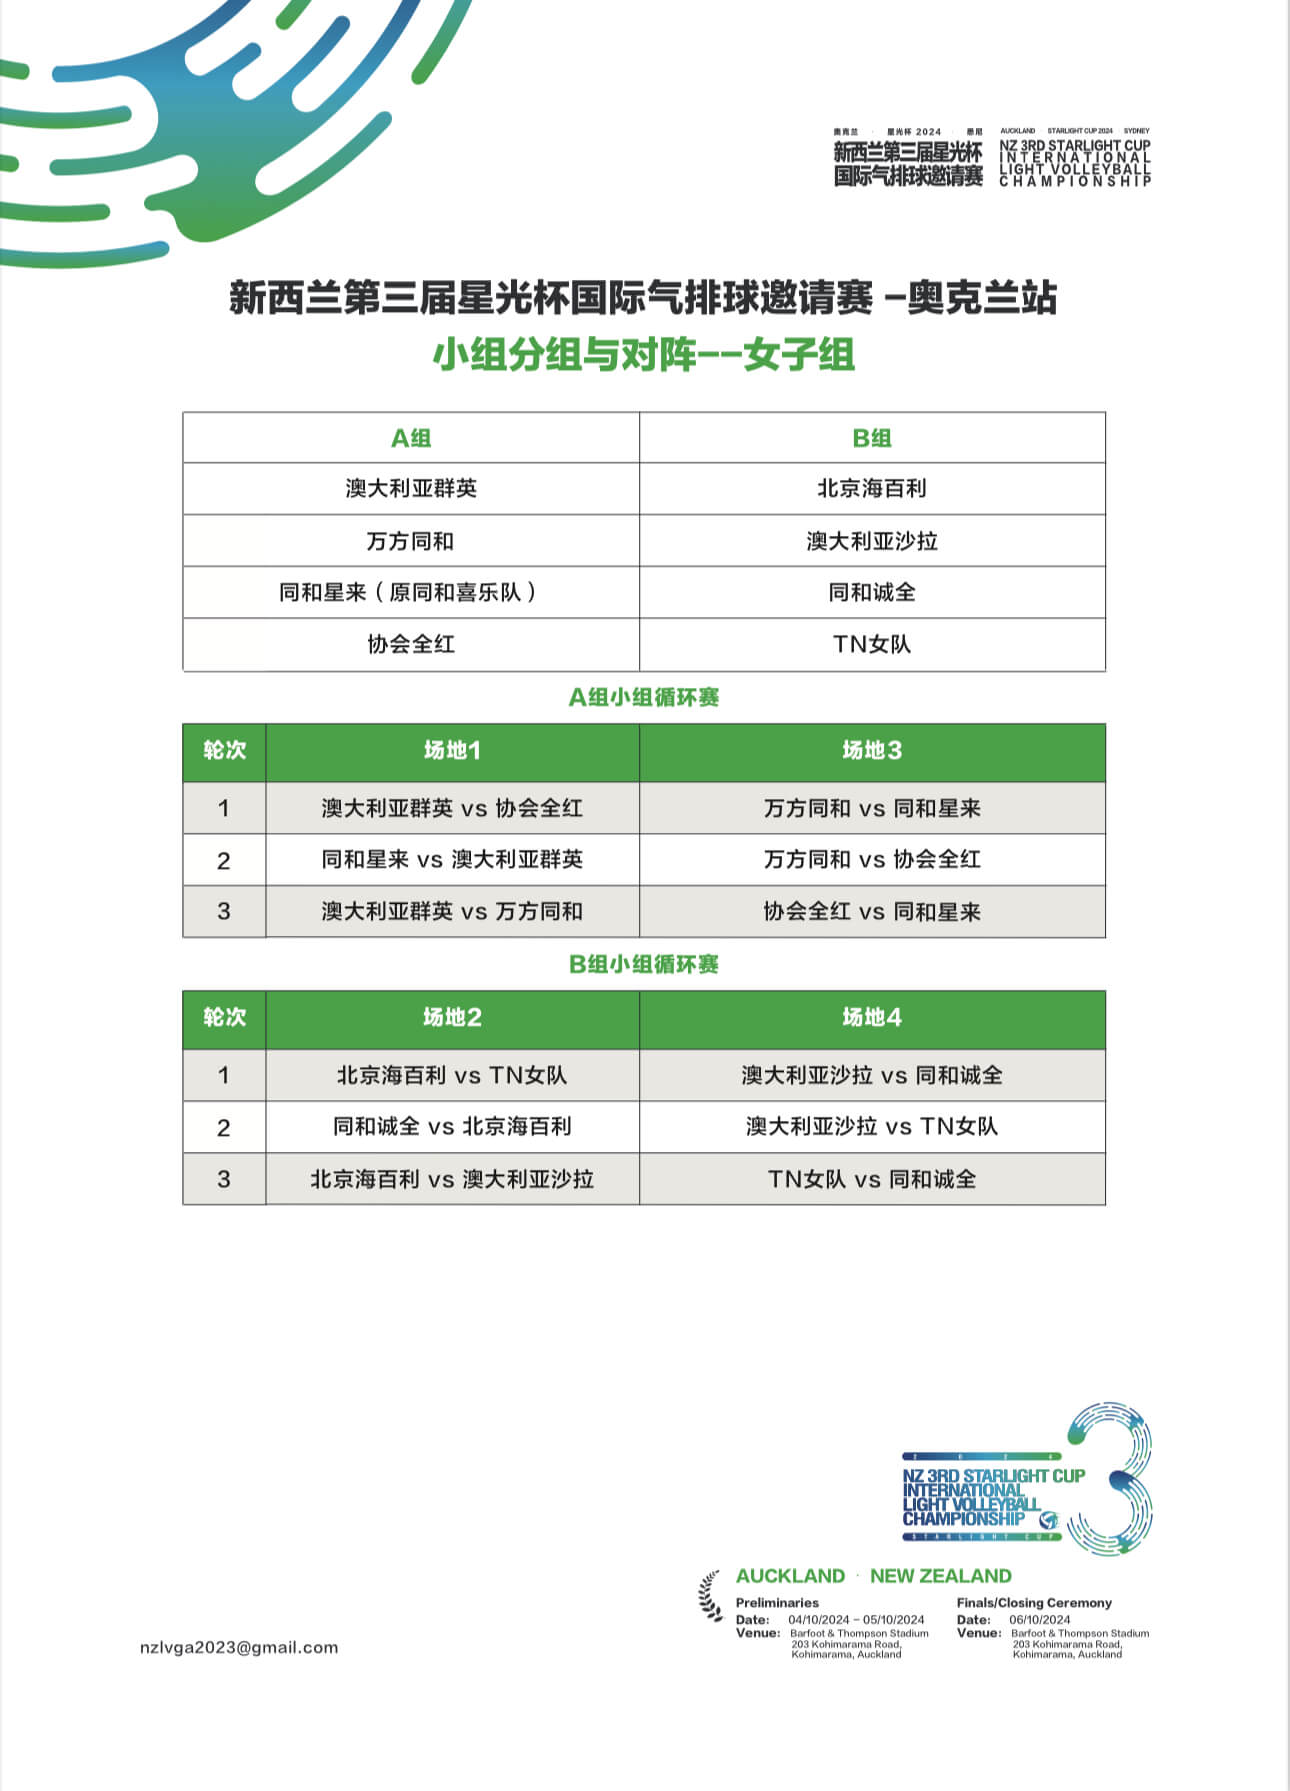 奥克兰 · 星光杯 2024 · 悉尼
新西兰第三届星光杯
国际气排球邀请赛
AUCKLAND STARLIGHT CUP 2024 SYDNEY
NZ 3RD STARLIGHT CUP
INTERNATIONAL
LIGHT VOLLEYBALL
CHAMPIONSHIP
新西兰第三届星光杯国际气排球邀请赛 –奥克兰站
小组分组与对阵––女子组
A组 B组
澳大利亚群英 北京海百利
万方同和 澳大利亚沙拉
同和星来（原同和喜乐队） 同和诚全
协会全红 TN女队
A组小组循环赛
轮次 场地1 场地3
1 澳大利亚群英 vs 协会全红 万方同和 vs 同和星来
2 同和星来 vs 澳大利亚群英 万方同和 vs 协会全红
3 澳大利亚群英 vs 万方同和 协会全红 vs 同和星来
B组小组循环赛
轮次 场地2 场地4
1 北京海百利 vs TN女队 澳大利亚沙拉 vs 同和诚全
2 同和诚全 vs 北京海百利 澳大利亚沙拉 vs TN女队
3 北京海百利 vs 澳大利亚沙拉 TN女队 vs 同和诚全
2 0 2 4
NZ 3RD STARLIGHT CUP
INTERNATIONAL
LIGHT VOLLEYBALL
CHAMPIONSHIP
STARLIGHT CUP
3
AUCKLAND · NEW ZEALAND
Preliminaries
Date: 04/10/2024 – 05/10/2024
Venue: Barfoot & Thompson Stadium
203 Kohimarama Road,
Kohimarama, Auckland
Finals/Closing Ceremony
Date: 06/10/2024
Venue: Barfoot & Thompson Stadium
203 Kohimarama Road,
Kohimarama, Auckland
nzlvga2023@gmail.com